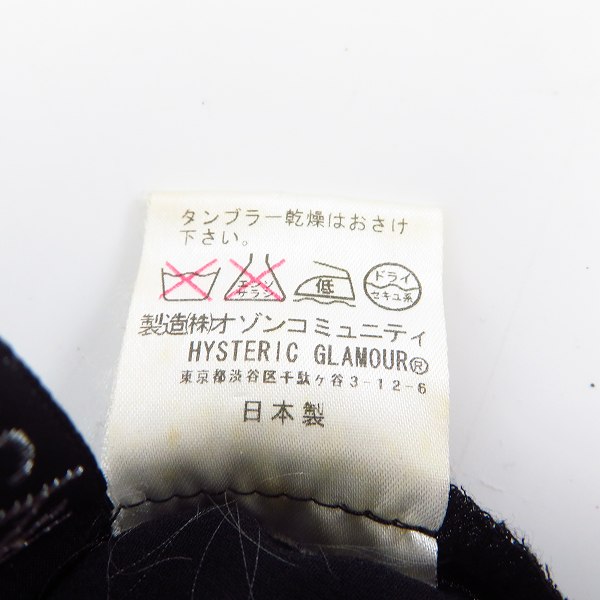 タンブラー乾燥はおさけ
下さい。
エンソ
サラシ
低
ドライ
セキユ系
製造(株)オゾンコミュニティ
HYSTERIC GLAMOUR®
東京都渋谷区千駄ケ谷3-12-6
日本製